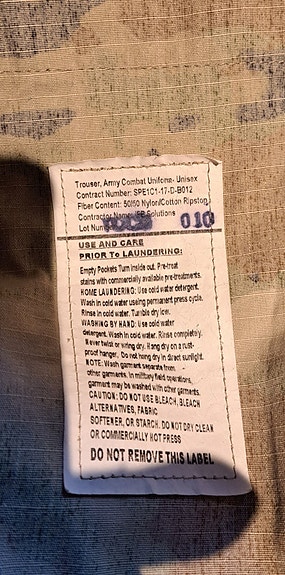 Trouser, Army Combat Uniform- Unisex
Contract Number: SPE1C1-17-D-B012
Fiber Content: 50/50 Nylon/Cotton Ripstop
Contractor Name: Solutions
Lot 010
USE AND CARE
PRIOR TO LAUNDERING:
Empty Pockets Turn inside out. Pre-treat
stains with commercially available pre-treatments.
HOME LAUNDERING: Use cold water detergent.
Wash in cold water using permanent press cycle.
Rinse in cold water. Tumble dry low.
WASHING BY HAND: Use cold water
detergent. Wash in cold water. Rinse completely.
Never twist or wring dry. Hang dry on a rust-
proof hanger. Do not hang dry in direct sunlight.
NOTE: Wash garment separate from
other garments. In military field operations,
garment may be washed with other garments.
CAUTION: DO NOT USE BLEACH, BLEACH
ALTERNATIVES, FABRIC
SOFTENER, OR STARCH. DO NOT DRY CLEAN
OR COMMERCIALLY HOT PRESS
DO NOT REMOVE THIS LABEL